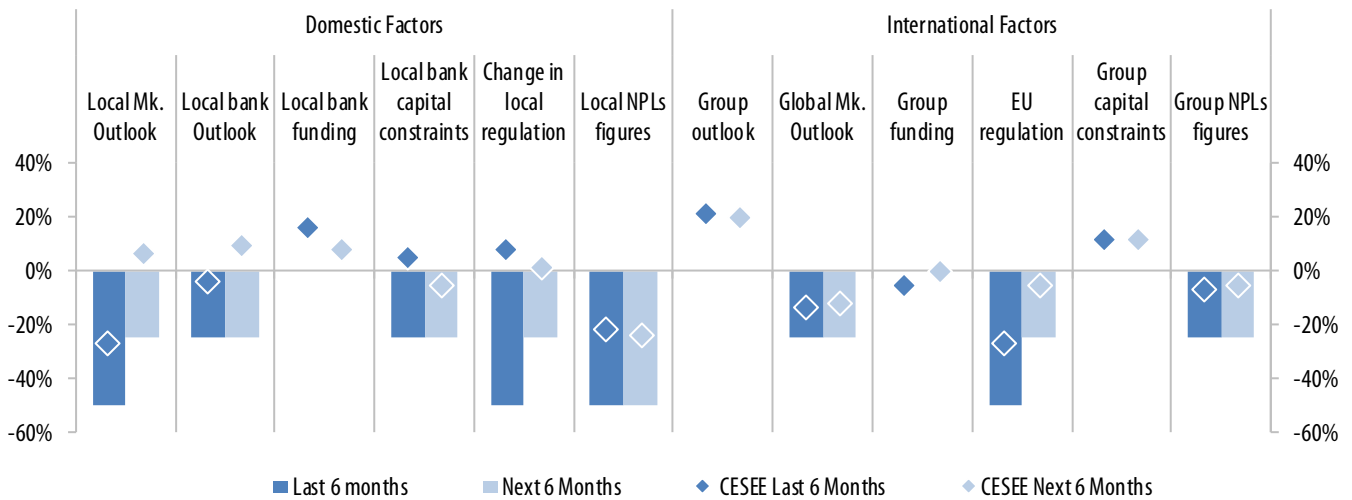 Domestic Factors
International Factors
Local Mk.
Outlook
Local bank
Outlook
Local bank
funding
Local bank
capital
constraints
Change in
local
regulation
Local NPLs
figures
Group
outlook
Global Mk.
Outlook
Group
funding
EU
regulation
Group
capital
constraints
Group NPLs
figures
40%
20%
0%
-20%
-40%
-60%
40%
20%
0%
-20%
-40%
-60%
Last 6 months
Next 6 Months
CESEE Last 6 Months
CESEE Next 6 Months